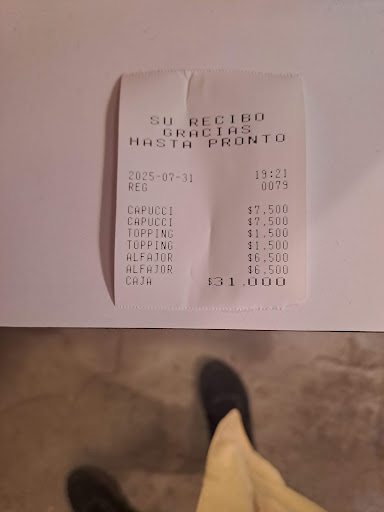 SU RECIBO
GRACIAS
HASTA PRONTO
2025-07-31 19:21
REG 0079
CAPUCCI $7,500
CAPUCCI $7,500
TOPPING $1,500
TOPPING $1,500
ALFAJOR $6,500
ALFAJOR $6,500
CAJA $31.000